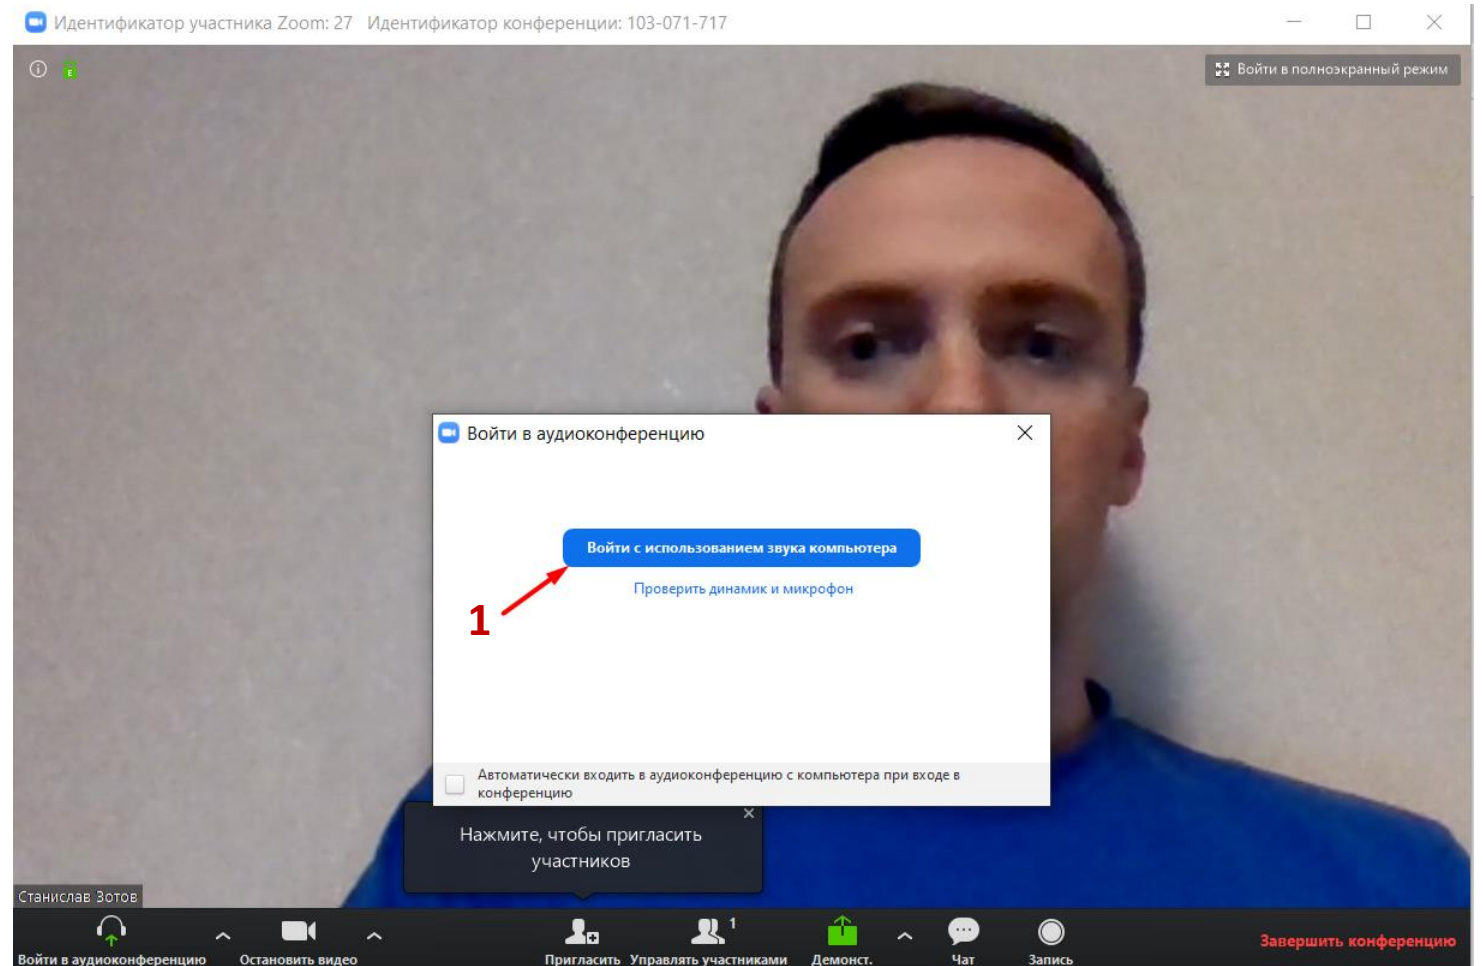 Идентификатор участника Zoom: 27 Идентификатор конференции: 103-071-717
Войти в полноэкранный режим
E
Войти в аудиоконференцию
Войти с использованием звука компьютера
Проверить динамик и микрофон
1
Автоматически входить в аудиоконференцию с компьютера при входе в
конференцию
Нажмите, чтобы пригласить
участников
Станислав Зотов
1
Войти в аудиоконференцию Остановить видео Пригласить Управлять участниками Демонст. Чат Запись Завершить конференцию